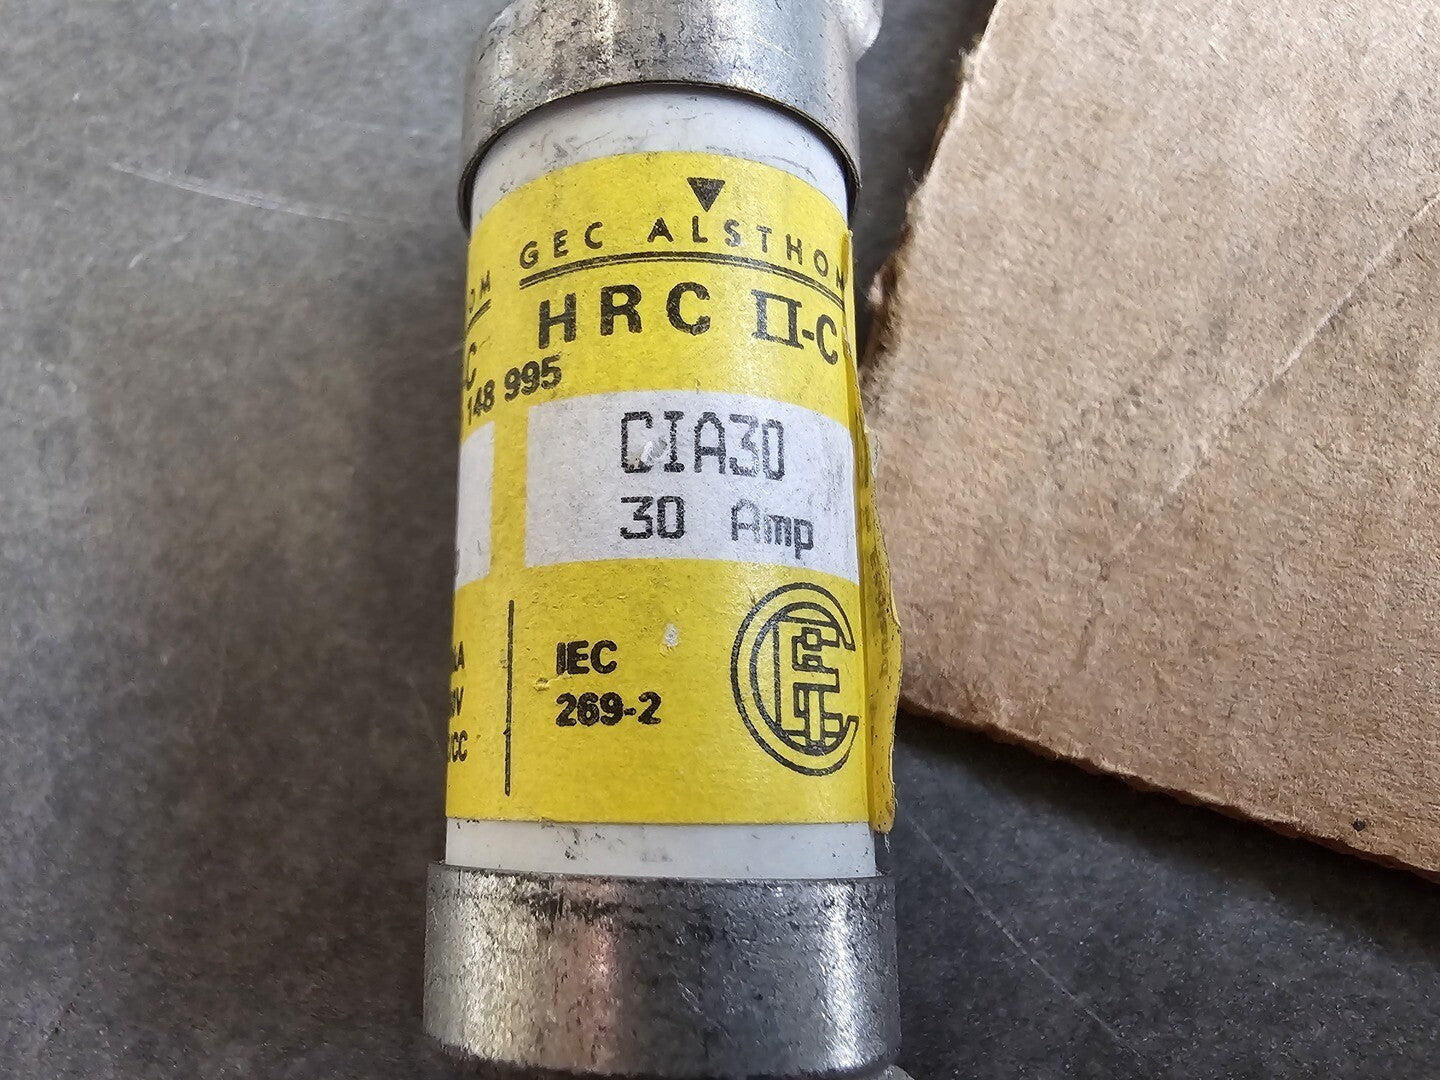 GEC ALSTHOM
HRC II-C
148 995
CIA30
30 Amp
IEC
269-2